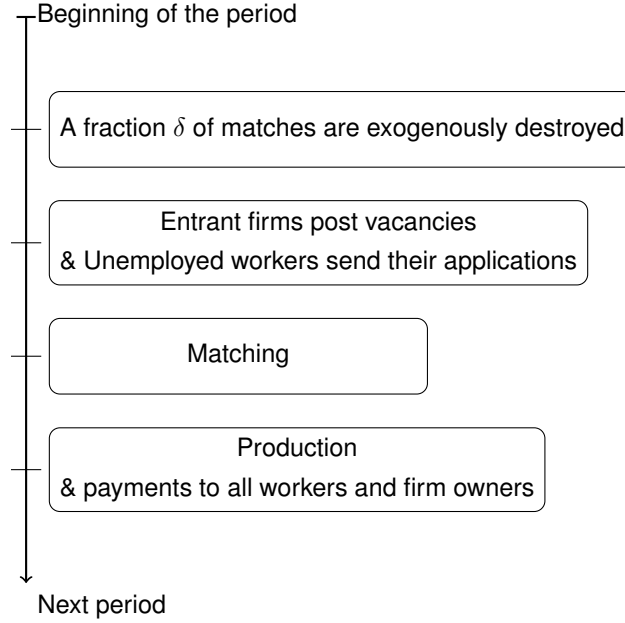 Beginning of the period
A fraction δ of matches are exogenously destroyed
Entrant firms post vacancies
& Unemployed workers send their applications
Matching
Production
& payments to all workers and firm owners
Next period